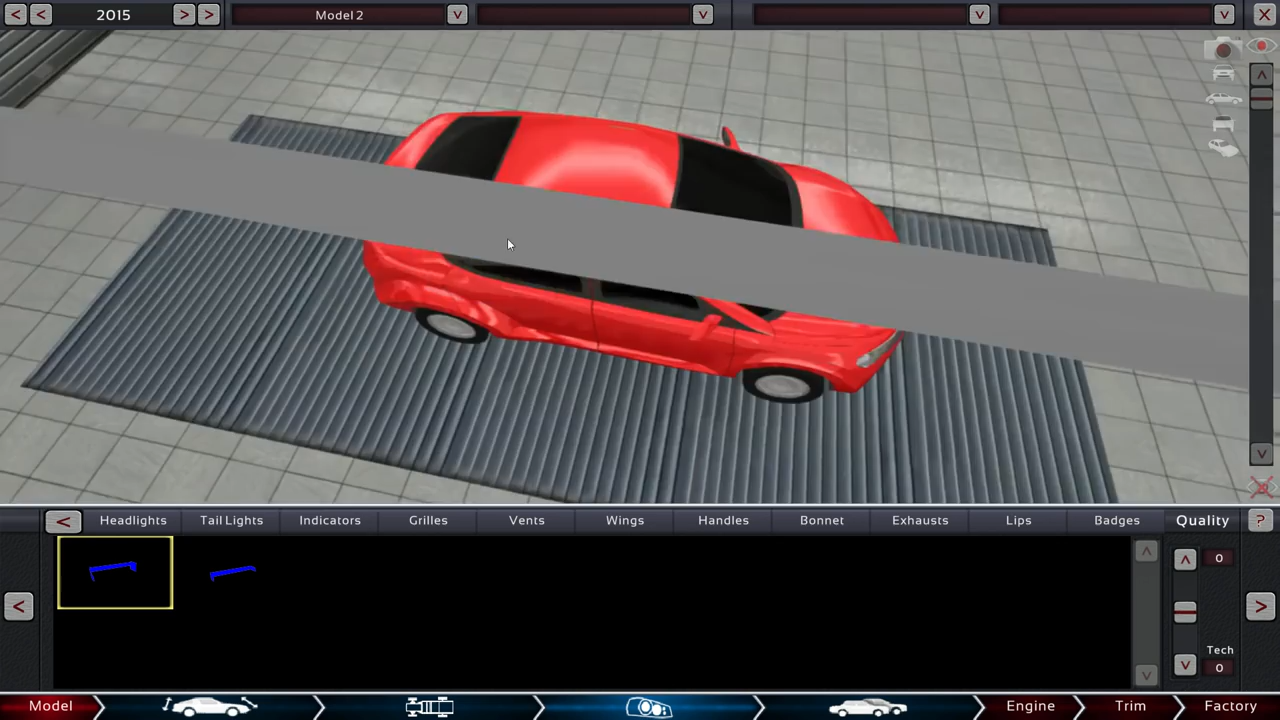 2015
Model 2
Headlights
Tail Lights
Indicators
Grilles
Vents
Wings
Handles
Bonnet
Exhausts
Lips
Badges
Quality
?
0
Tech
0
Model
Engine
Trim
Factory